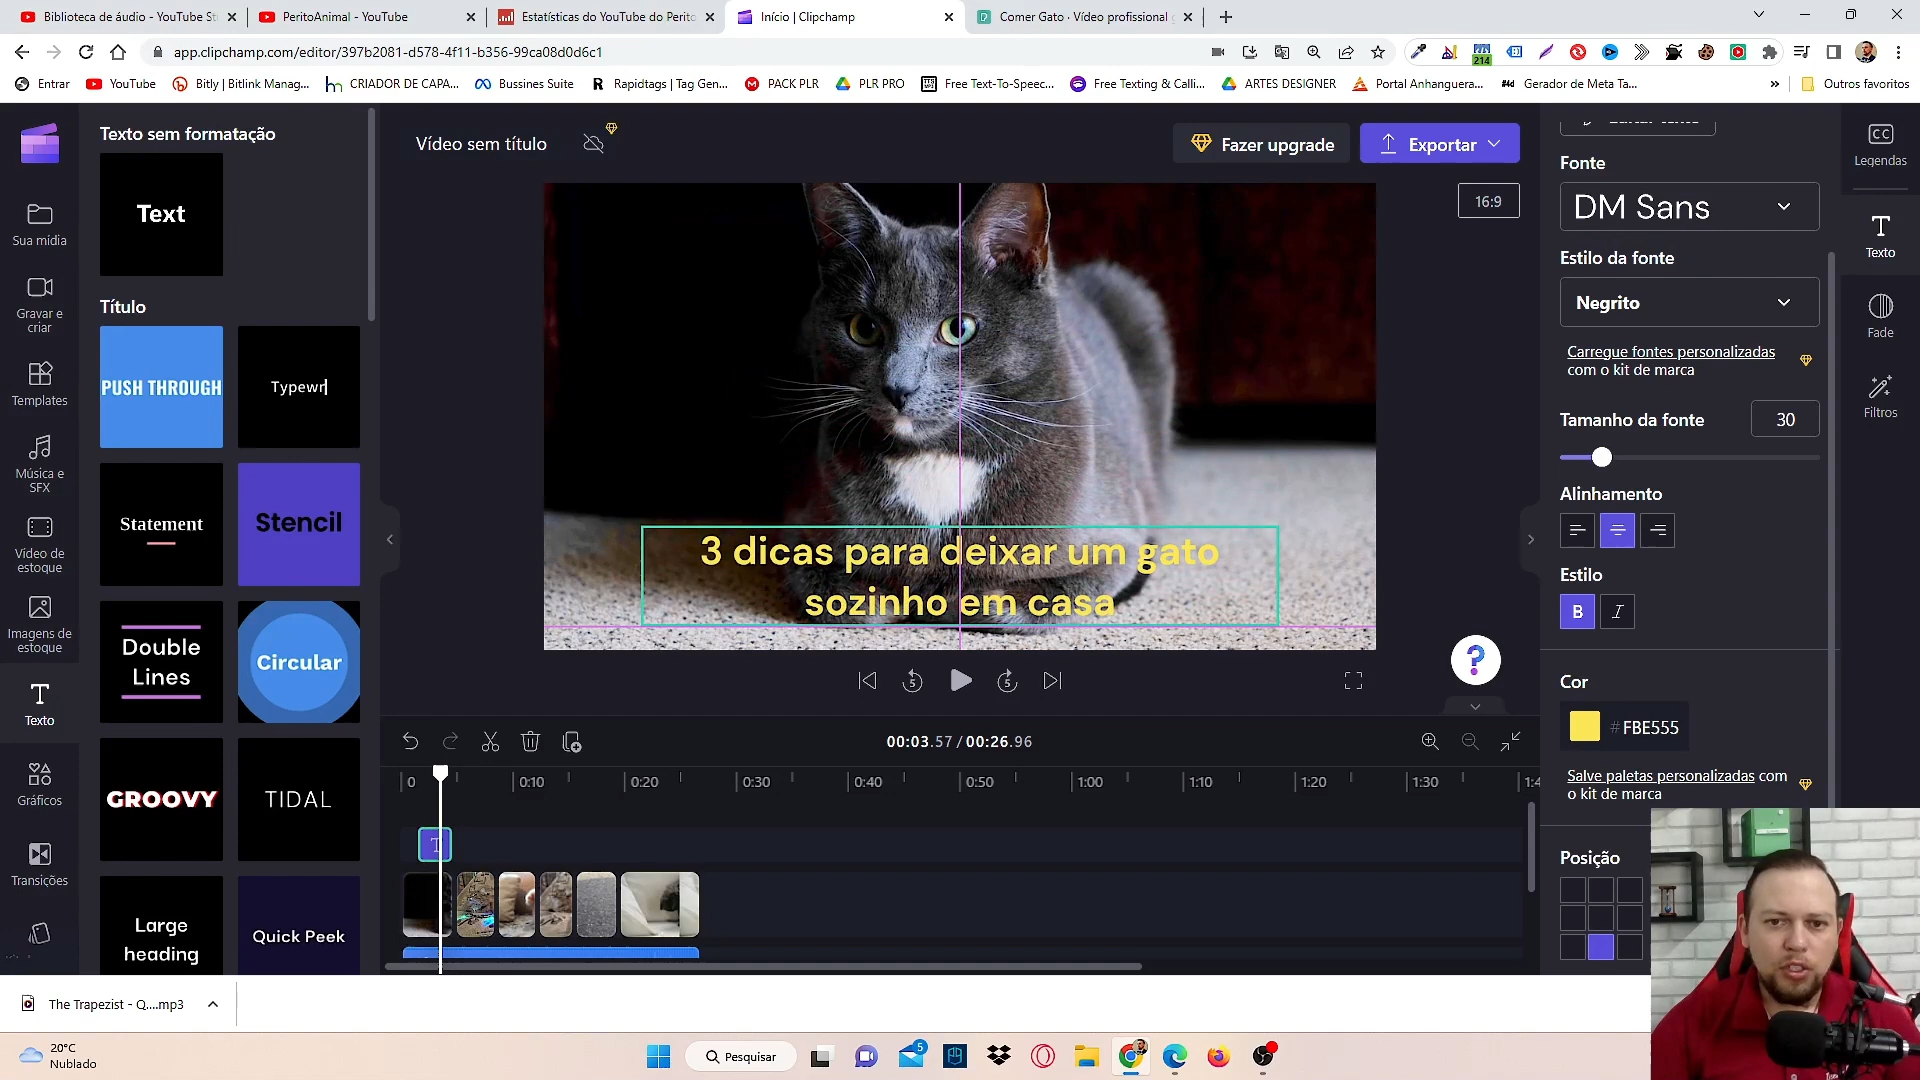 Biblioteca de áudio - YouTube St
PeritoAnimal - YouTube
Estatísticas do YouTube do Perito
Início | Clipchamp
Comer Gato · Vídeo profissional
app.clipchamp.com/editor/397b2081-d578-4f11-b356-99ca08d0d6c1
214
Entrar
YouTube
Bitly | Bitlink Manag...
CRIADOR DE CAPA...
Bussines Suite
Rapidtags | Tag Gen...
PACK PLR
PLR PRO
Free Text-To-Speec...
Free Texting & Calli...
ARTES DESIGNER
Portal Anhanguera...
Gerador de Meta Ta...
»
Outros favoritos
Sua mídia
Gravar e
criar
Templates
Música e
SFX
Vídeo de
estoque
Imagens de
estoque
Texto
Gráficos
Transições
Texto sem formatação
Text
Título
PUSH THROUGH
Typewr
Statement
Stencil
Double
Lines
Circular
GROOVY
TIDAL
Large
heading
Quick Peek
Vídeo sem título
Fazer upgrade
Exportar
16:9
3 dicas para deixar um gato
sozinho em casa
5
5
?
00:03.57 / 00:26.96
0
0:10
0:20
0:30
0:40
0:50
1:00
1:10
1:20
1:30
1:4
T
Fonte
DM Sans
Estilo da fonte
Negrito
Carregue fontes personalizadas
com o kit de marca
Tamanho da fonte
30
Alinhamento
Estilo
B
I
Cor
# FBE555
Salve paletas personalizadas com
o kit de marca
Posição
CC
Legendas
Texto
Fade
Filtros
The Trapezist - Q....mp3
20°C
Nublado
Pesquisar
5